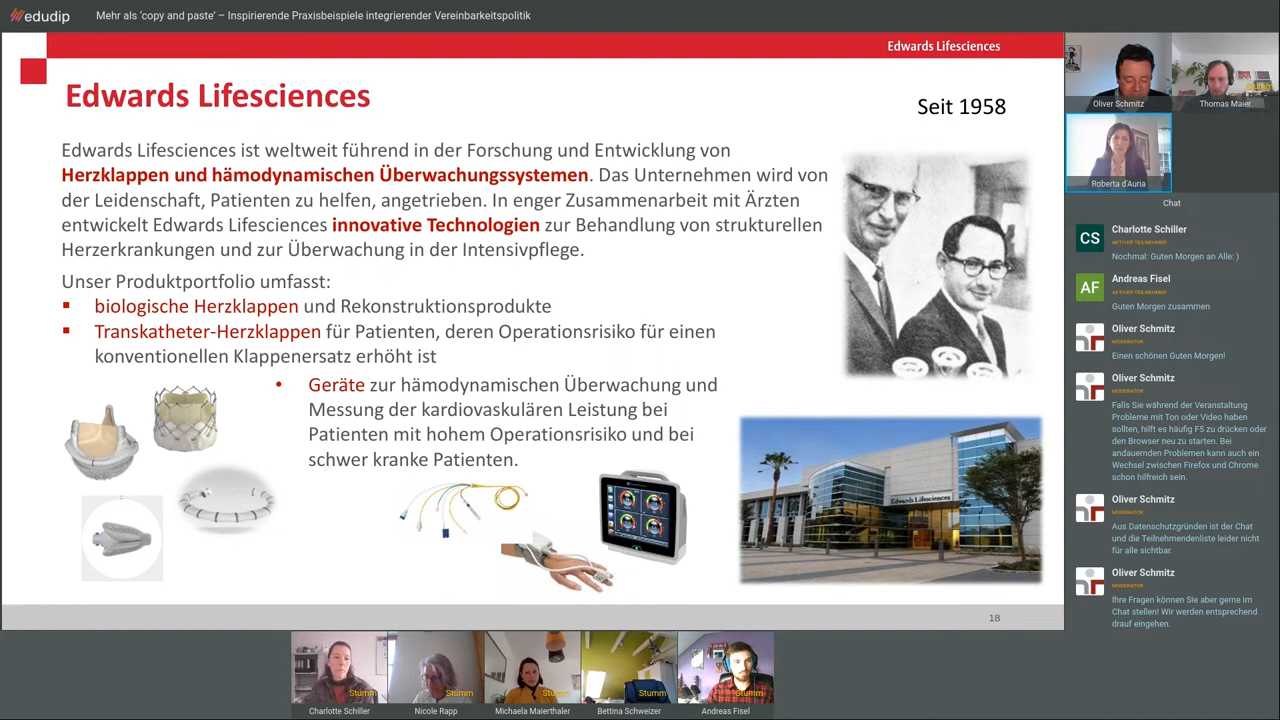 edudip
Mehr als 'copy and paste' – Inspirierende Praxisbeispiele integrierender Vereinbarkeitspolitik
Edwards Lifesciences
Edwards Lifesciences
Seit 1958
Edwards Lifesciences ist weltweit führend in der Forschung und Entwicklung von
Herzklappen und hämodynamischen Überwachungssystemen. Das Unternehmen wird von
der Leidenschaft, Patienten zu helfen, angetrieben. In enger Zusammenarbeit mit Ärzten
entwickelt Edwards Lifesciences innovative Technologien zur Behandlung von strukturellen
Herzerkrankungen und zur Überwachung in der Intensivpflege.
Unser Produktportfolio umfasst:
biologische Herzklappen und Rekonstruktionsprodukte
Transkatheter-Herzklappen für Patienten, deren Operationsrisiko für einen
konventionellen Klappenersatz erhöht ist
• Geräte zur hämodynamischen Überwachung und
Messung der kardiovaskulären Leistung bei
Patienten mit hohem Operationsrisiko und bei
schwer kranke Patienten.
Edwards Lifesciences
18
Oliver Schmitz
Stumm
Thomas Maier
Roberta d'Auria
Chat
CS
Charlotte Schiller
AKTIVER TEILNEHMER
Nochmal: Guten Morgen an Alle: )
AF
Andreas Fisel
AKTIVER TEILNEHMER
Guten Morgen zusammen
Oliver Schmitz
MODERATOR
Einen schönen Guten Morgen!
Oliver Schmitz
MODERATOR
Falls Sie während der Veranstaltung
Probleme mit Ton oder Video haben
sollten, hilft es häufig F5 zu drücken oder
den Browser neu zu starten. Bei
andauernden Problemen kann auch ein
Wechsel zwischen Firefox und Chrome
schon hilfreich sein.
Oliver Schmitz
MODERATOR
Aus Datenschutzgründen ist der Chat
und die Teilnehmendenliste leider nicht
für alle sichtbar.
Oliver Schmitz
MODERATOR
Ihre Fragen können Sie aber gerne im
Chat stellen! Wir werden entsprechend
drauf eingehen.
Stumm
Stumm
Stumm
Stumm
Stumm
Charlotte Schiller
Nicole Rapp
Michaela Maierthaler
Bettina Schweizer
Andreas Fisel